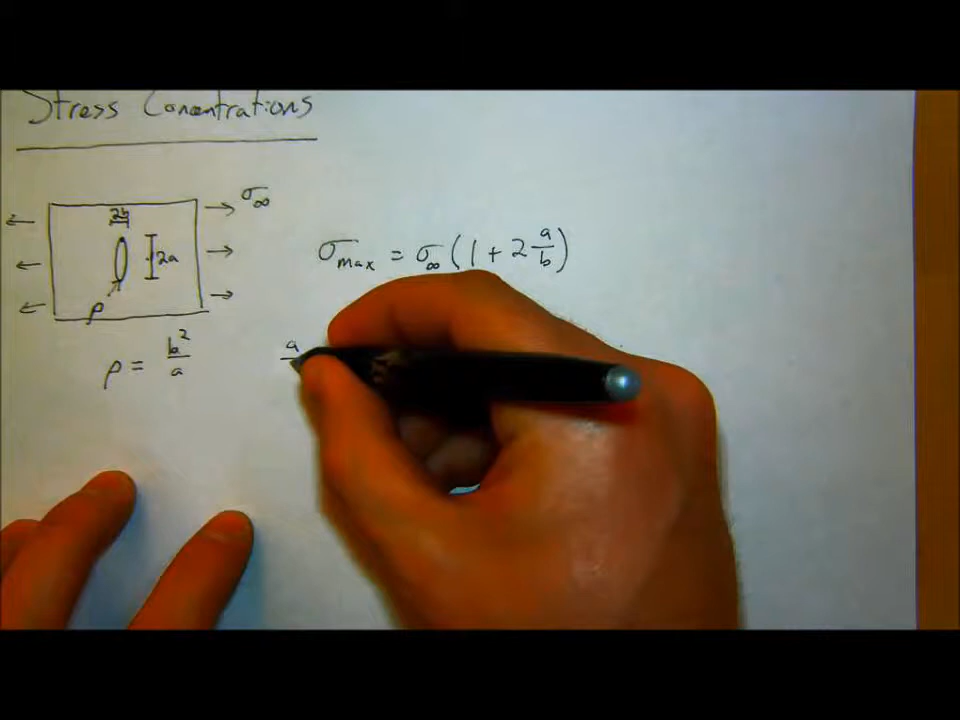 Stress Concentrations
σ∞
2b
2a
ρ
σmax = σ∞ (1 + 2 a/b)
ρ = b²/a
a